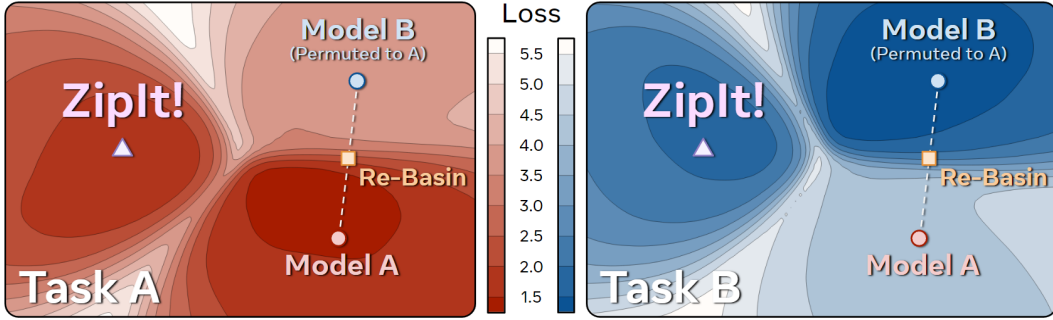 Model B
(Permuted to A)
ZipIt!
Re-Basin
Model A
Task A
Loss
5.5
5.0
4.5
4.0
3.5
3.0
2.5
2.0
1.5
Model B
(Permuted to A)
ZipIt!
Re-Basin
Model A
Task B